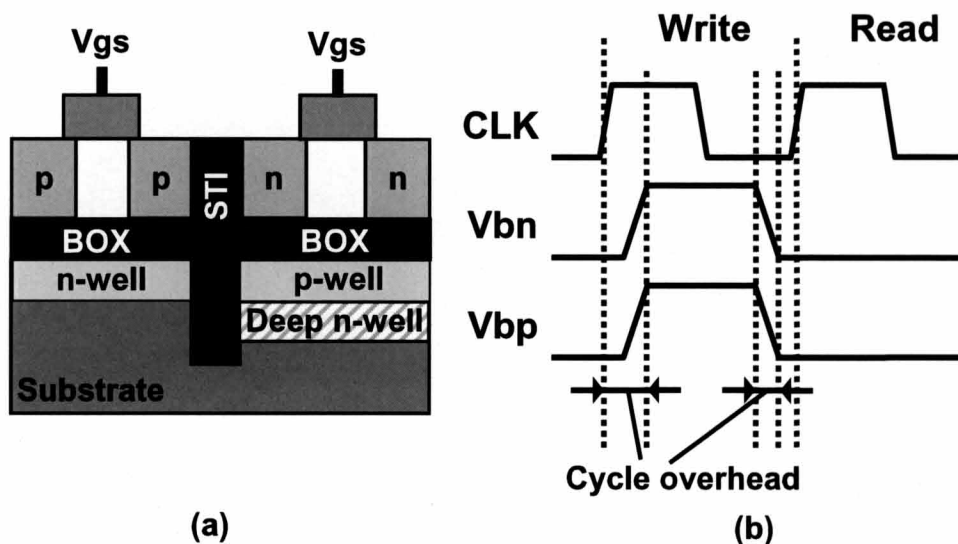 Vgs
Vgs
p
p
STI
n
n
BOX
BOX
n-well
p-well
Deep n-well
Substrate
(a)
Write
Read
CLK
Vbn
Vbp
Cycle overhead
(b)